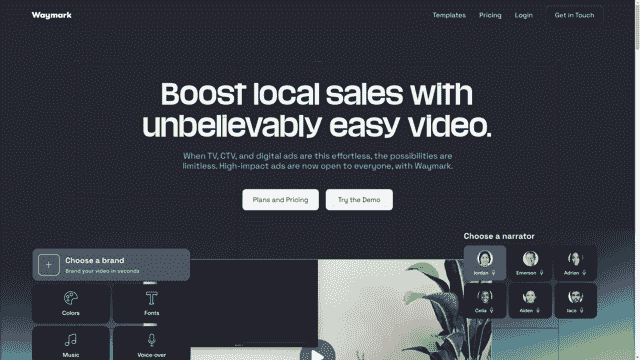 Waymark
Templates
Pricing
Login
Get in Touch
Boost local sales with
unbelievably easy video.
When TV, CTV, and digital ads are this effortless, the possibilities are
limitless. High-impact ads are now open to everyone, with Waymark.
Plans and Pricing
Try the Demo
Choose a narrator
Choose a brand
Brand your video in seconds
Jordan
Emerson
Adrian
Colors
Fonts
Celia
Aiden
Iaco
Music
Voice-over